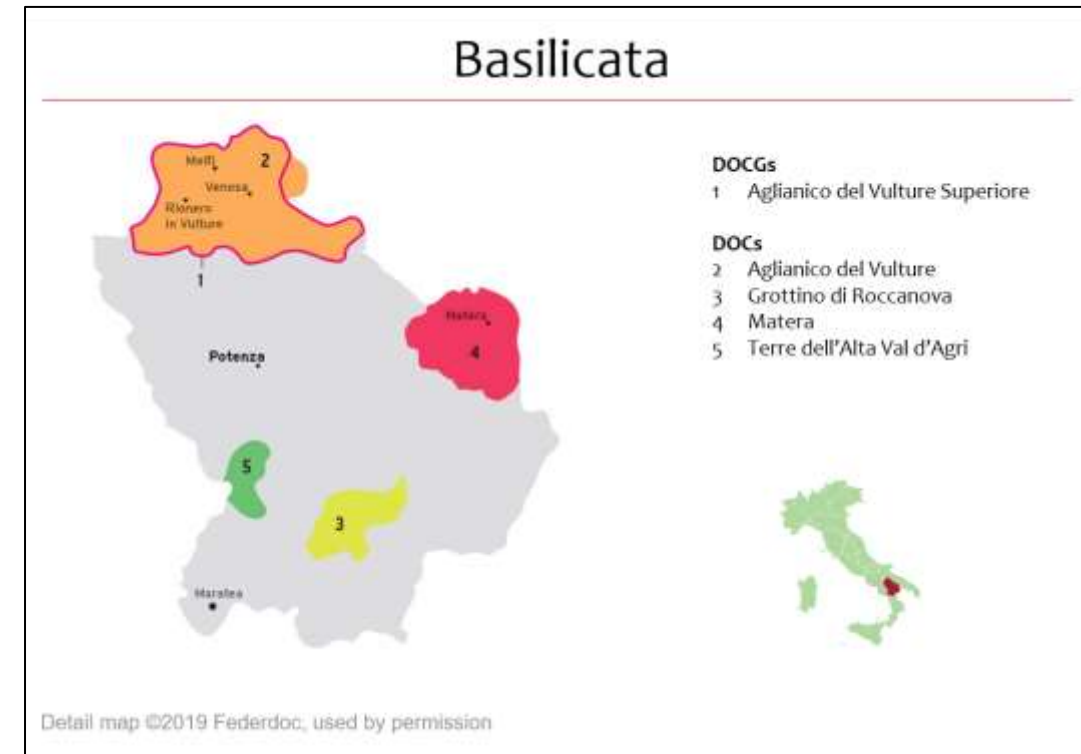 Basilicata
Melfi
2
Venosa
Rionero
in Vulture
1
Matera
4
Potenza
5
3
Maratea
DOCGs
1 Aglianico del Vulture Superiore
DOCs
2 Aglianico del Vulture
3 Grottino di Roccanova
4 Matera
5 Terre dell'Alta Val d'Agri
Detail map ©2019 Federdoc, used by permission